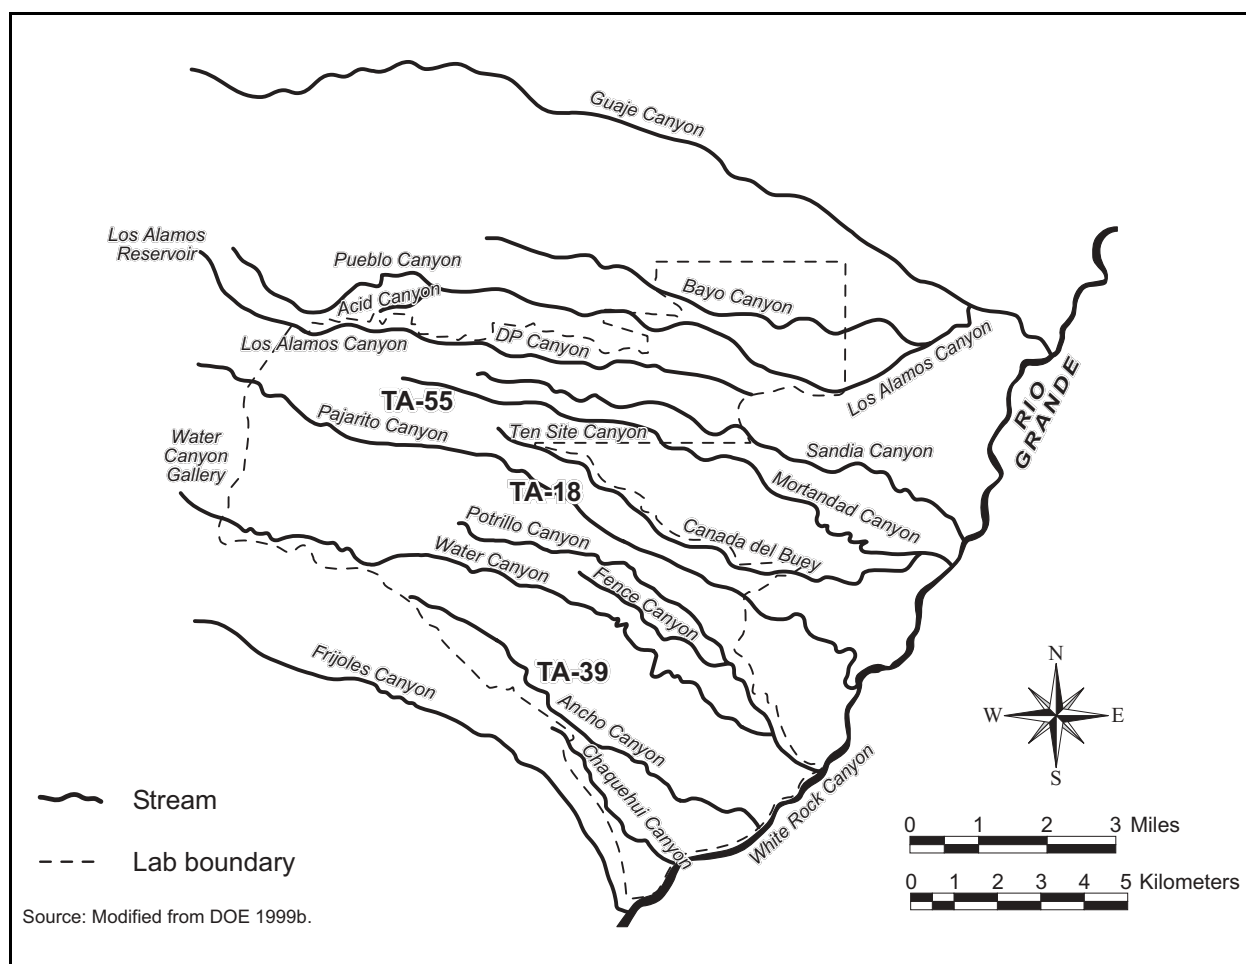 Guaje Canyon
Los Alamos
Reservoir
Pueblo Canyon
Acid Canyon
Bayo Canyon
Los Alamos Canyon
DP Canyon
Los Alamos Canyon
RIO
GRANDE
TA-55
Pajarito Canyon
Ten Site Canyon
Sandia Canyon
Water
Canyon
Gallery
TA-18
Mortandad Canyon
Potrillo Canyon
Canada del Buey
Water Canyon
Fence Canyon
Frijoles Canyon
TA-39
Ancho Canyon
Chaquehui Canyon
White Rock Canyon
N
W
E
S
Stream
Lab boundary
0 1 2 3 Miles
0 1 2 3 4 5 Kilometers
Source: Modified from DOE 1999b.